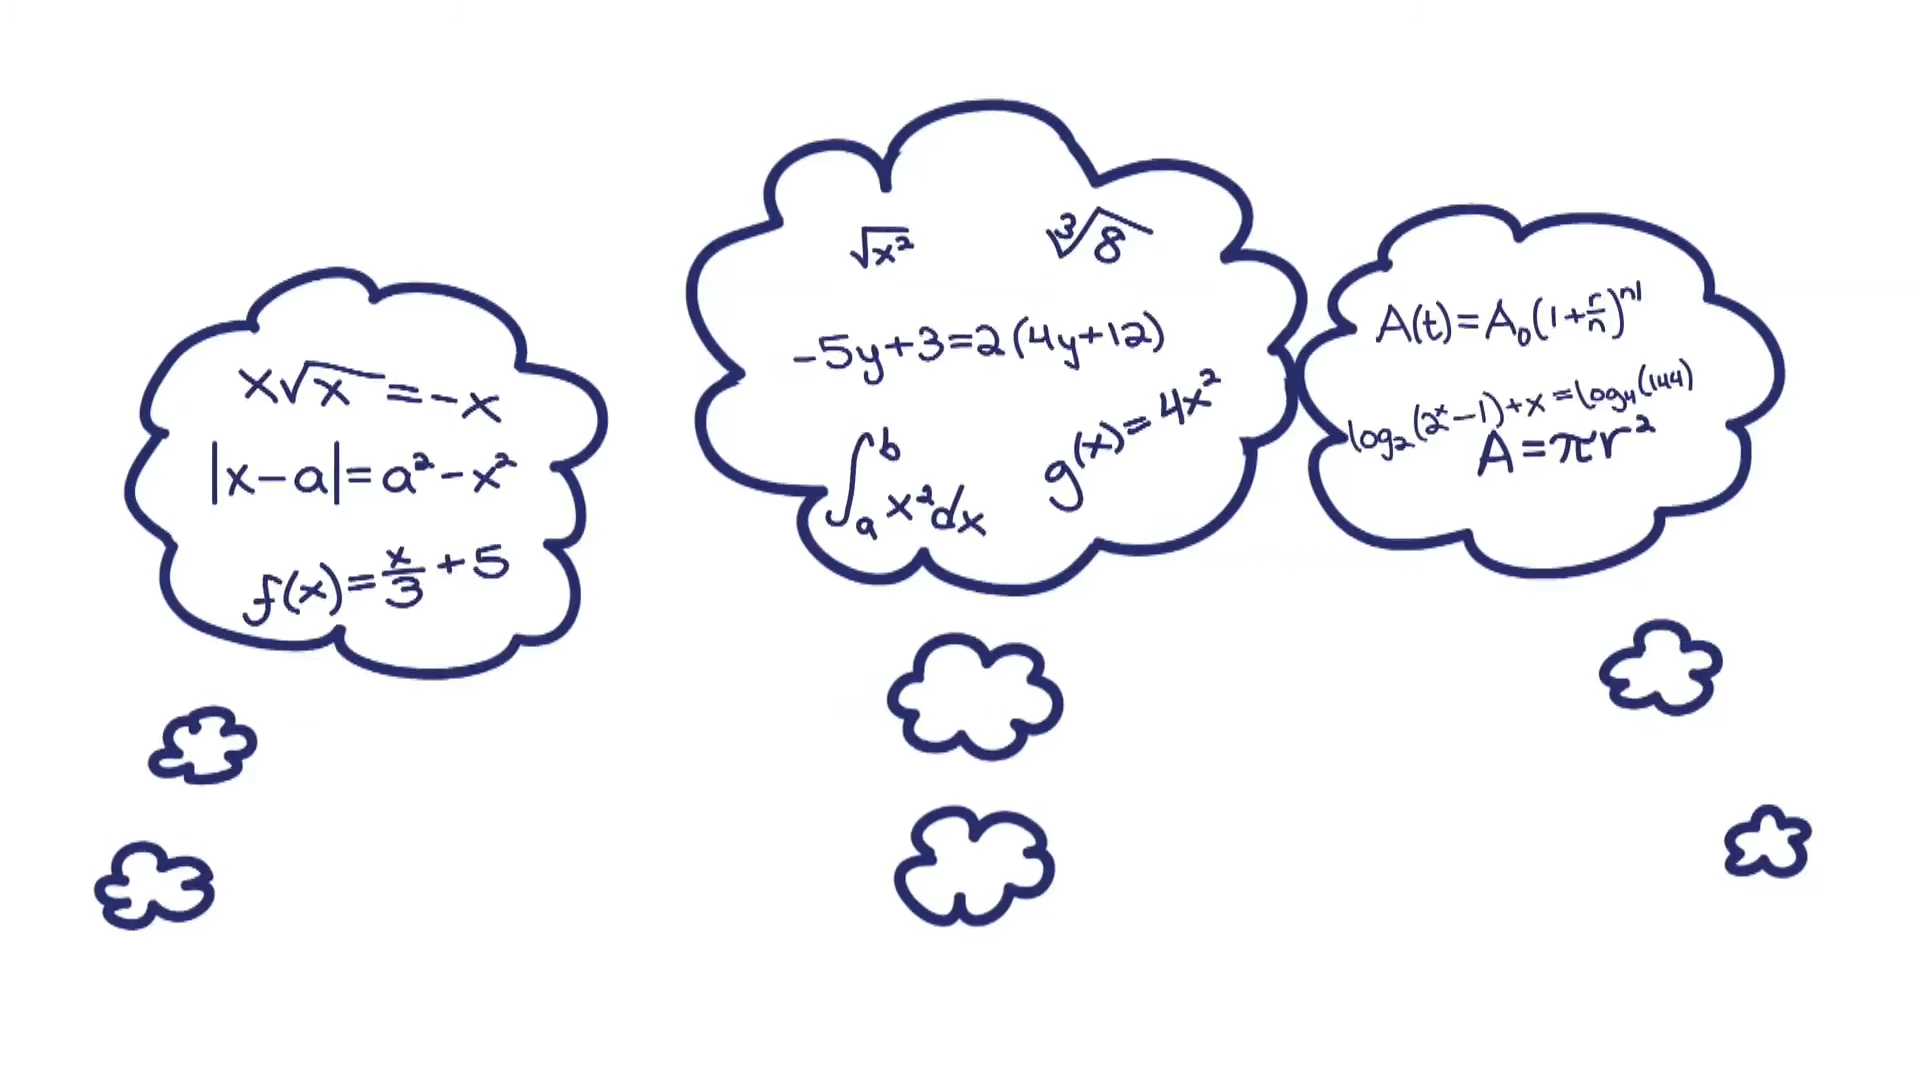 x√x = -x
|x-a|=a²-x²
f(x)=x/3+5
√x²
∛8
-5y+3=2(4y+12)
∫ₐᵇ x²dx
g(x)=4x²
A(t)=A₀(1+r/n)ⁿˡ
log₂(2ˣ-1)+x=log₄(144)
A=πr²